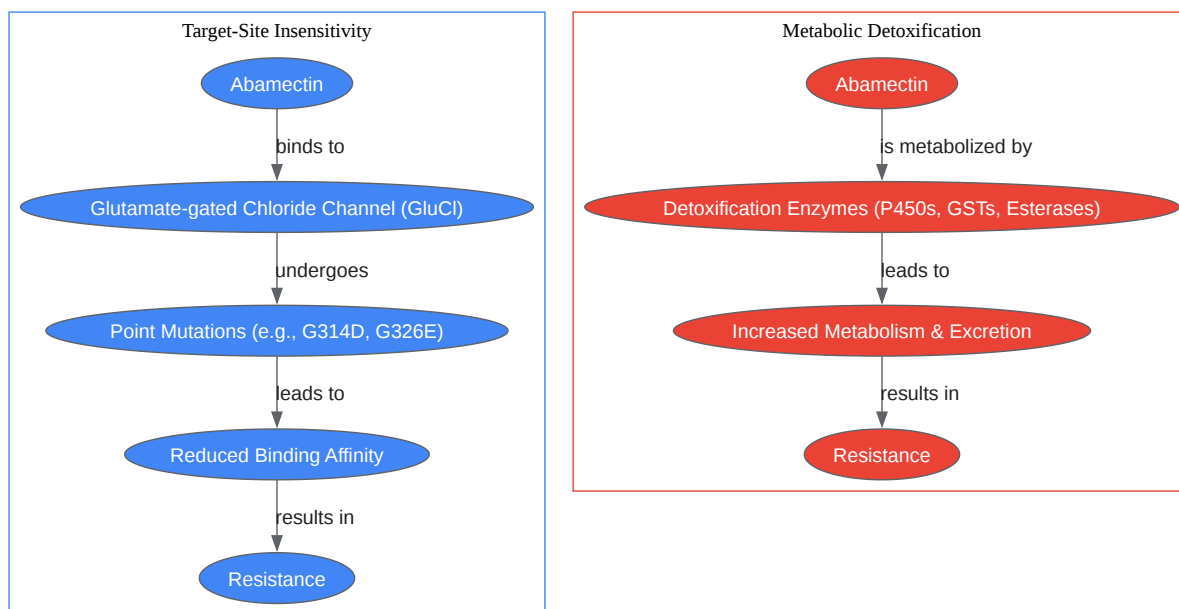 Target-Site Insensitivity
Abamectin
binds to
Glutamate-gated Chloride Channel (GluCl)
undergoes
Point Mutations (e.g., G314D, G326E)
leads to
Reduced Binding Affinity
results in
Resistance
Metabolic Detoxification
Abamectin
is metabolized by
Detoxification Enzymes (P450s, GSTs, Esterases)
leads to
Increased Metabolism & Excretion
results in
Resistance